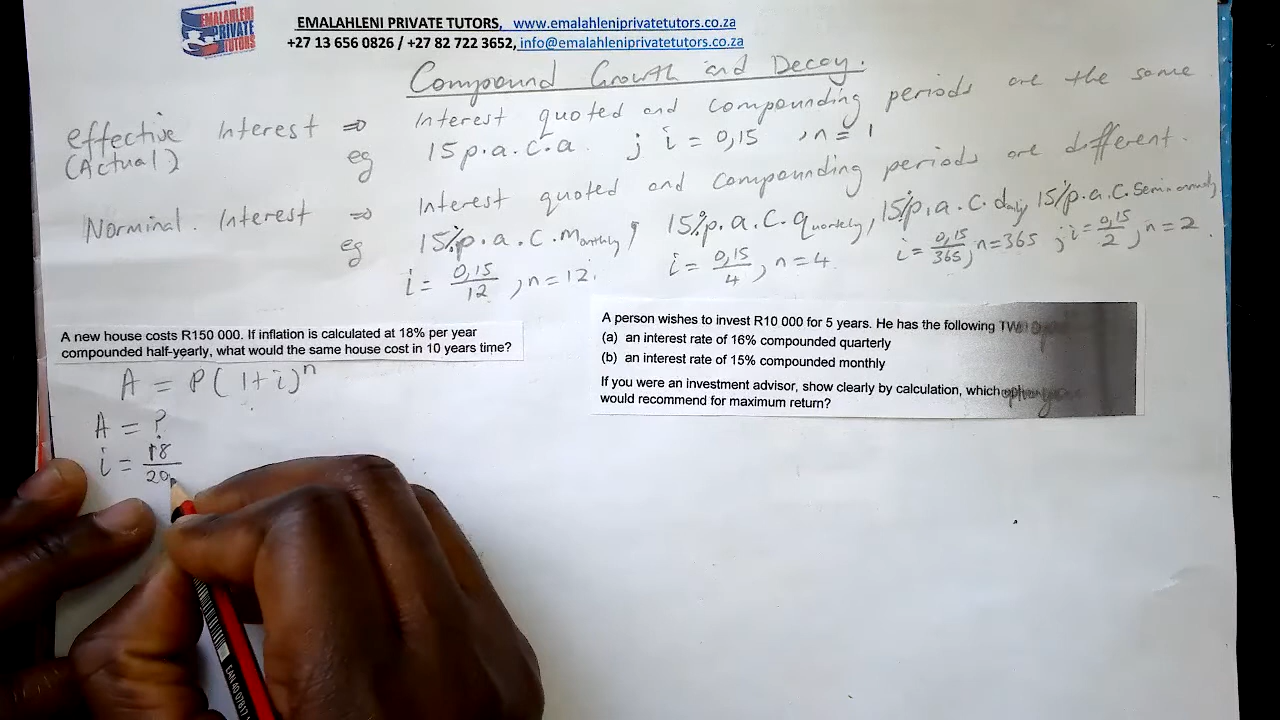 EMALAHLENI PRIVATE TUTORS
EMALAHLENI PRIVATE TUTORS, www.emalahleniprivatetutors.co.za
+27 13 656 0826 / +27 82 722 3652, info@emalahleniprivatetutors.co.za
Compound Growth and Decay.
effective Interest ⇒ Interest quoted and compounding periods are the same
(Actual) eg 15 p.a.c.a. ; i = 0,15 , n = 1
Norminal. Interest ⇒ Interest quoted and compounding periods are different.
eg 15% p.a.c. Monthly, 15% p.a.c. quarterly, 15% p.a.c. daily 15% p.a.c. Semi annually
i = 0,15/12 , n = 12. i = 0,15/4 , n = 4 i = 0,15/365, n = 365 ; i = 0,15/2 , n = 2.
A new house costs R150 000. If inflation is calculated at 18% per year
compounded half-yearly, what would the same house cost in 10 years time?
A = P(1+i)^n
A = ?
i = 18/20
A person wishes to invest R10 000 for 5 years. He has the following TWO
(a) an interest rate of 16% compounded quarterly
(b) an interest rate of 15% compounded monthly
If you were an investment advisor, show clearly by calculation, which option
would recommend for maximum return?